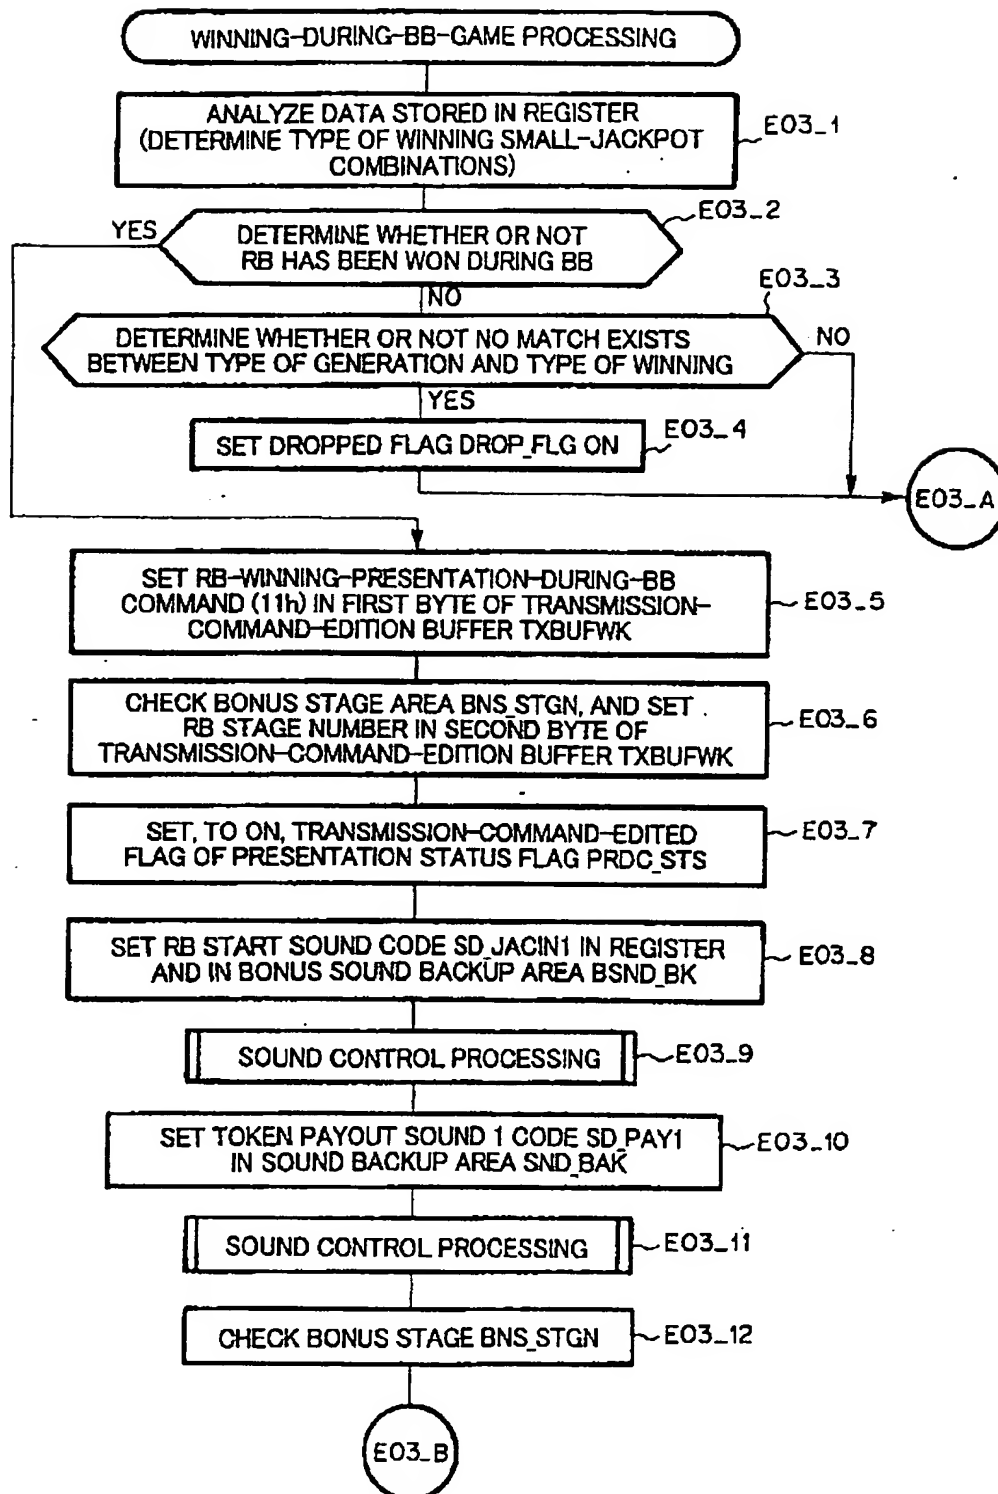 WINNING-DURING-BB-GAME PROCESSING
ANALYZE DATA STORED IN REGISTER
(DETERMINE TYPE OF WINNING SMALL-JACKPOT
COMBINATIONS)
E03_1
E03_2
YES
DETERMINE WHETHER OR NOT
RB HAS BEEN WON DURING BB
NO
E03_3
DETERMINE WHETHER OR NOT NO MATCH EXISTS
BETWEEN TYPE OF GENERATION AND TYPE OF WINNING
NO
YES
SET DROPPED FLAG DROP_FLG ON
E03_4
E03_A
SET RB-WINNING-PRESENTATION-DURING-BB
COMMAND (11h) IN FIRST BYTE OF TRANSMISSION-
COMMAND-EDITION BUFFER TXBUFWK
E03_5
CHECK BONUS STAGE AREA BNS_STGN, AND SET
RB STAGE NUMBER IN SECOND BYTE OF
TRANSMISSION-COMMAND-EDITION BUFFER TXBUFWK
E03_6
SET, TO ON, TRANSMISSION-COMMAND-EDITED
FLAG OF PRESENTATION STATUS FLAG PRDC_STS
E03_7
SET RB START SOUND CODE SD_JACIN1 IN REGISTER
AND IN BONUS SOUND BACKUP AREA BSND_BK
E03_8
SOUND CONTROL PROCESSING
E03_9
SET TOKEN PAYOUT SOUND 1 CODE SD_PAY1
IN SOUND BACKUP AREA SND_BAK
E03_10
SOUND CONTROL PROCESSING
E03_11
CHECK BONUS STAGE BNS_STGN
E03_12
E03_B